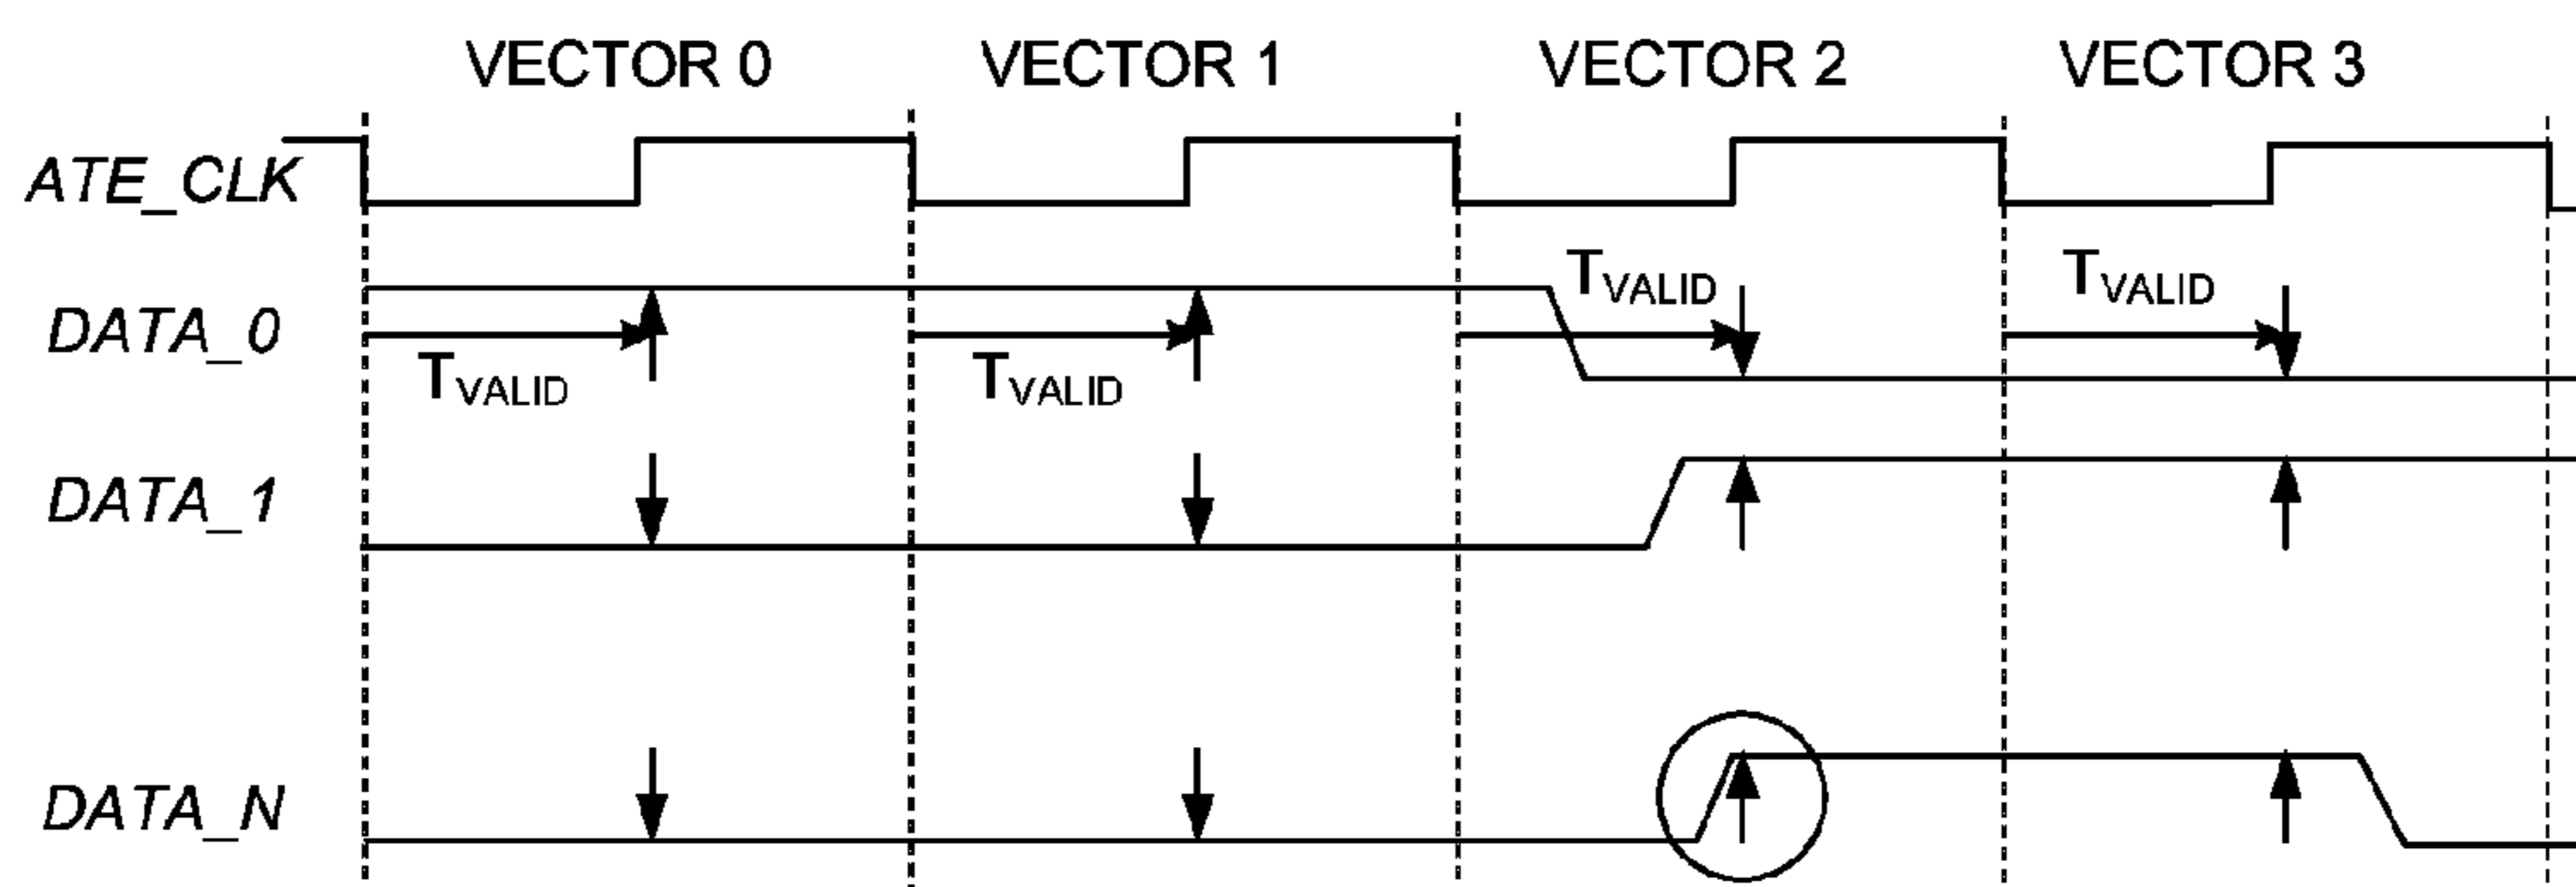 VECTOR 0 VECTOR 1 VECTOR 2 VECTOR 3
ATE_CLK
TVALID TVALID
DATA_0
TVALID TVALID
DATA_1
DATA_N